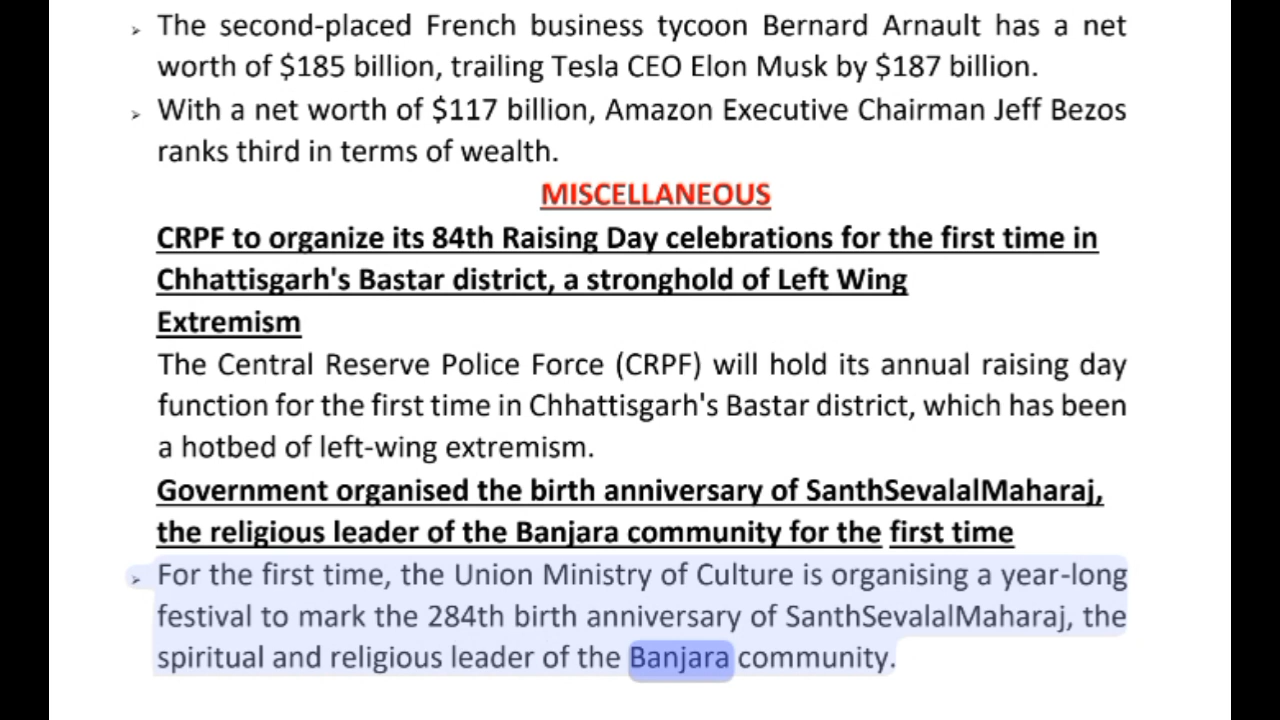 ➢ The second-placed French business tycoon Bernard Arnault has a net
worth of $185 billion, trailing Tesla CEO Elon Musk by $187 billion.
➢ With a net worth of $117 billion, Amazon Executive Chairman Jeff Bezos
ranks third in terms of wealth.
MISCELLANEOUS
CRPF to organize its 84th Raising Day celebrations for the first time in
Chhattisgarh's Bastar district, a stronghold of Left Wing
Extremism
The Central Reserve Police Force (CRPF) will hold its annual raising day
function for the first time in Chhattisgarh's Bastar district, which has been
a hotbed of left-wing extremism.
Government organised the birth anniversary of SanthSevalalMaharaj,
the religious leader of the Banjara community for the first time
➢ For the first time, the Union Ministry of Culture is organising a year-long
festival to mark the 284th birth anniversary of SanthSevalalMaharaj, the
spiritual and religious leader of the Banjara community.